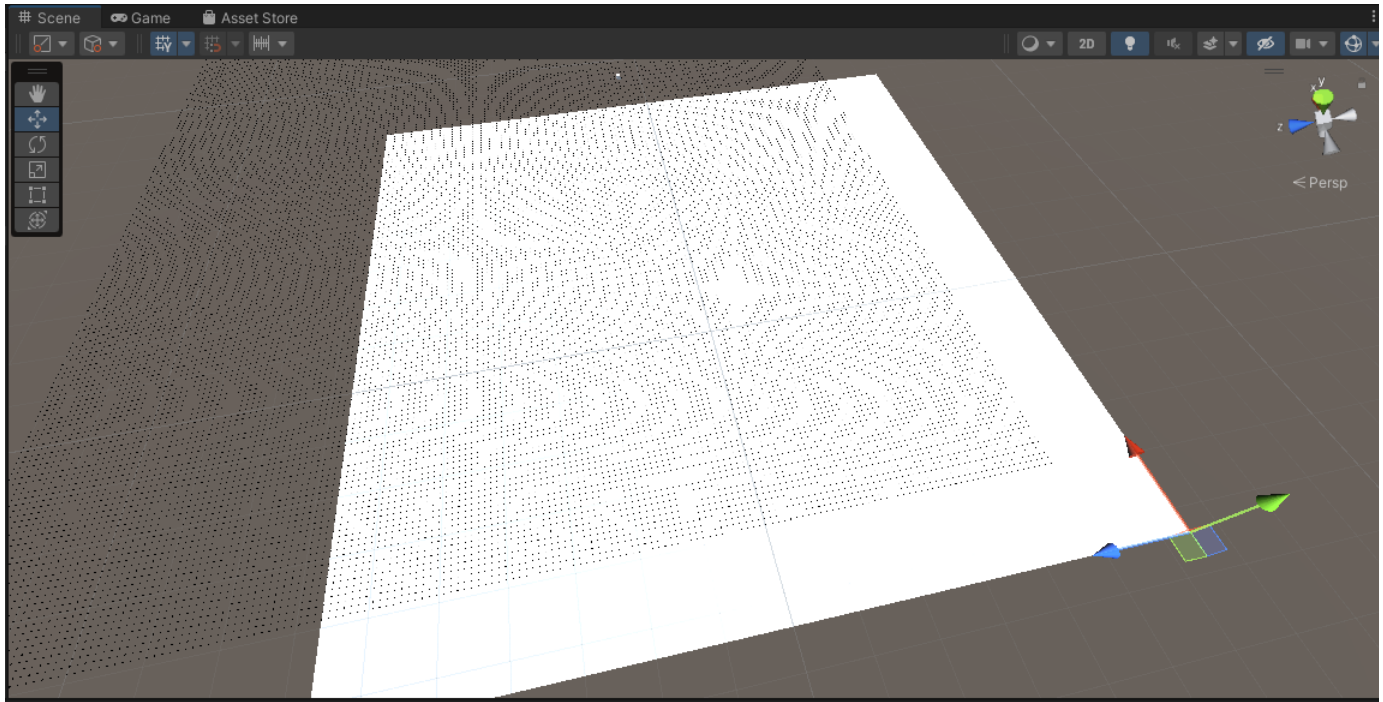 Scene
Game
Asset Store
2D
y
x
z
Persp